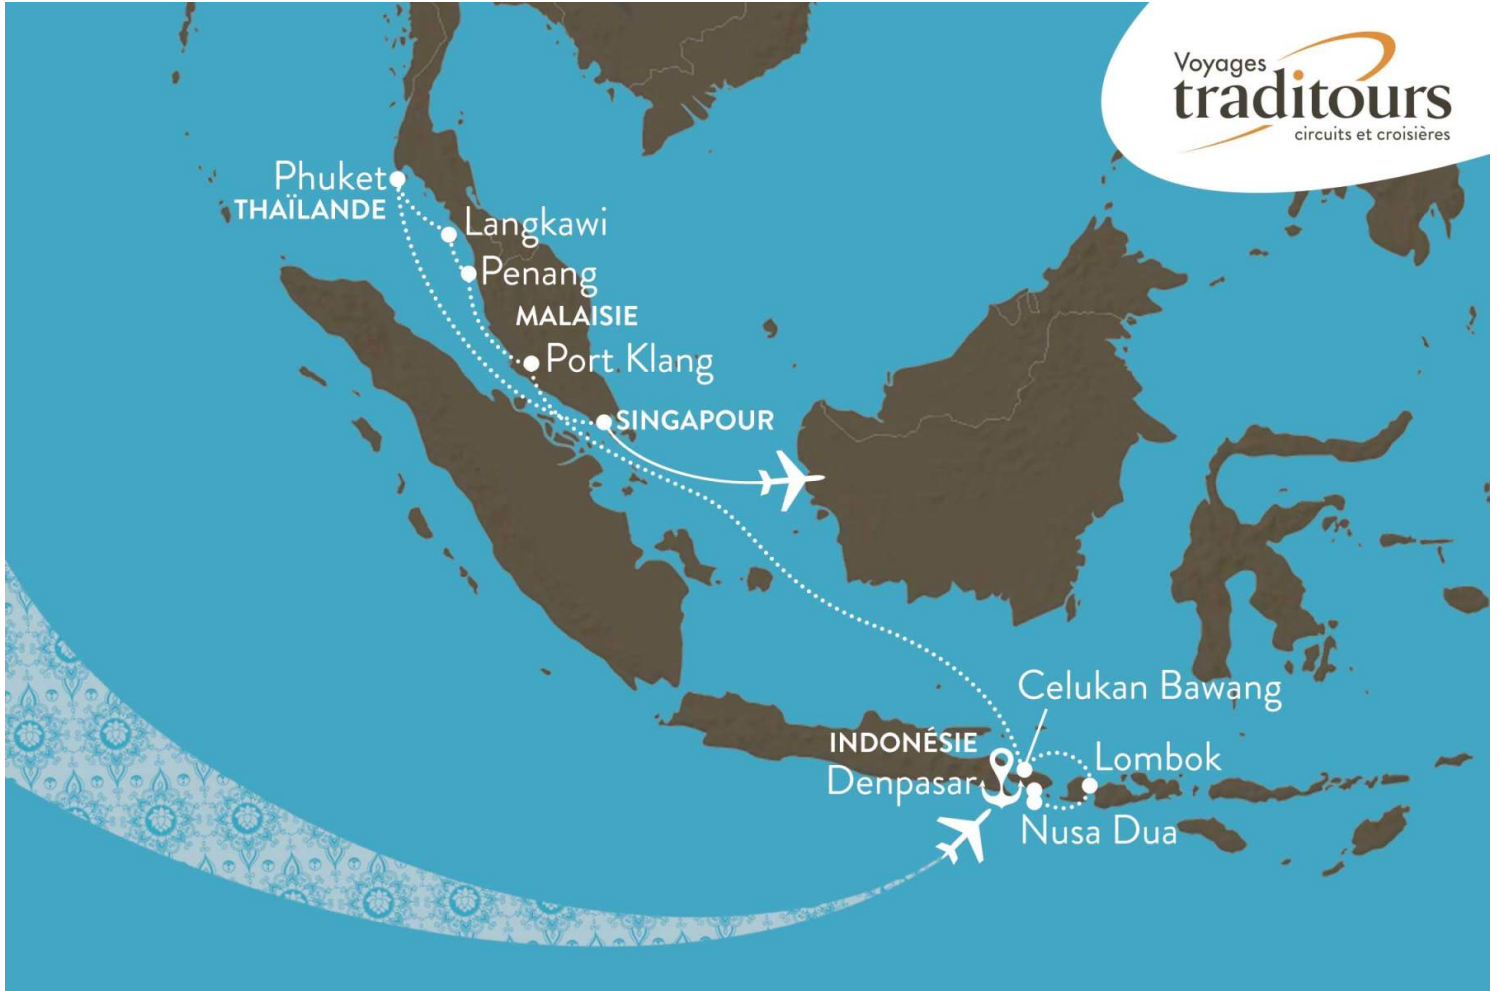 Voyages
traditours
circuits et croisières
Phuket
THAÏLANDE
Langkawi
Penang
MALAISIE
Port Klang
SINGAPOUR
Celukan Bawang
INDONÉSIE
Lombok
Denpasar
Nusa Dua